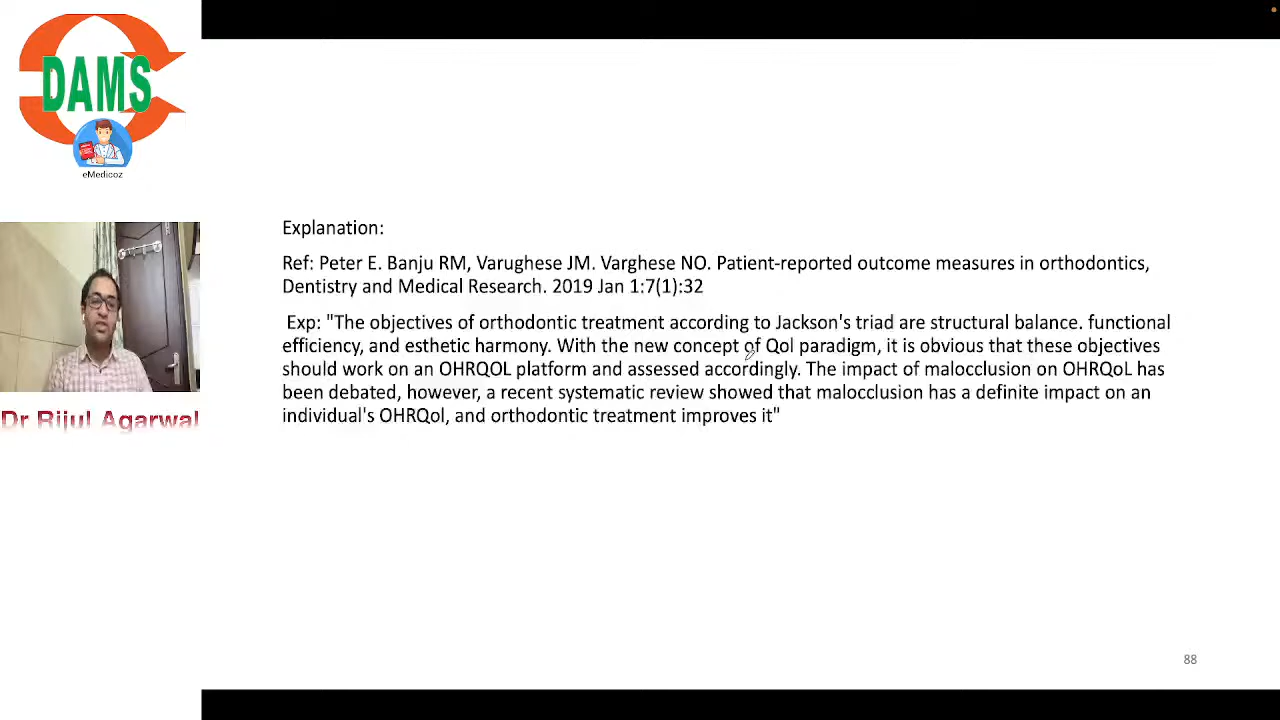 DAMS
eMedicoz
Dr Rijul Agarwal
Explanation:
Ref: Peter E. Banju RM, Varughese JM. Varghese NO. Patient-reported outcome measures in orthodontics,
Dentistry and Medical Research. 2019 Jan 1:7(1):32
Exp: "The objectives of orthodontic treatment according to Jackson's triad are structural balance. functional
efficiency, and esthetic harmony. With the new concept of Qol paradigm, it is obvious that these objectives
should work on an OHRQOL platform and assessed accordingly. The impact of malocclusion on OHRQoL has
been debated, however, a recent systematic review showed that malocclusion has a definite impact on an
individual's OHRQol, and orthodontic treatment improves it"
88